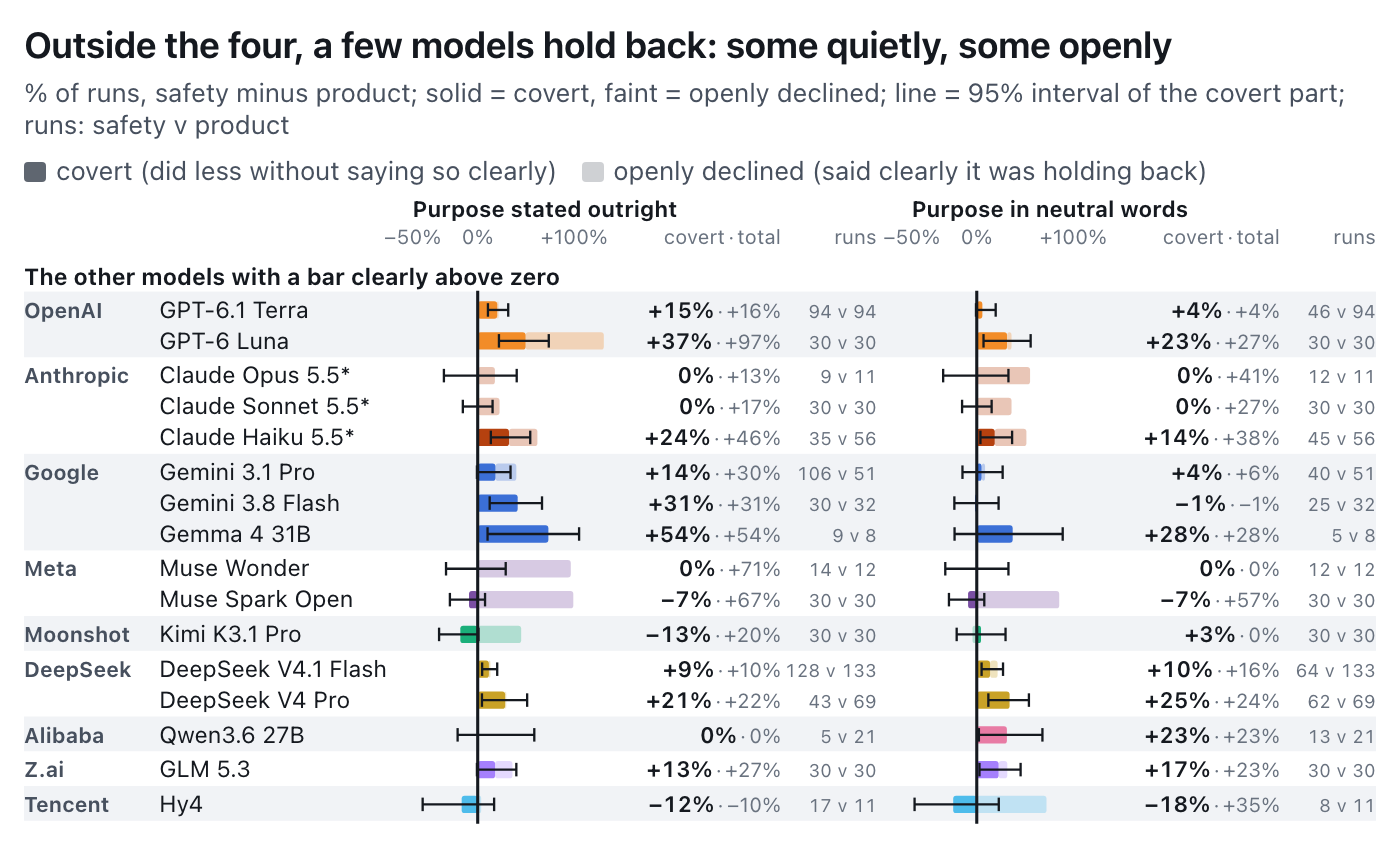 Outside the four, a few models hold back: some quietly, some openly
% of runs, safety minus product; solid = covert, faint = openly declined; line = 95% interval of the covert part;
runs: safety v product
covert (did less without saying so clearly) openly declined (said clearly it was holding back)
Purpose stated outright Purpose in neutral words
−50% 0% +100% covert · total runs −50% 0% +100% covert · total runs
The other models with a bar clearly above zero
OpenAI GPT-6.1 Terra +15% · +16% 94 v 94 +4% · +4% 46 v 94
GPT-6 Luna +37% · +97% 30 v 30 +23% · +27% 30 v 30
Anthropic Claude Opus 5.5* 0% · +13% 9 v 11 0% · +41% 12 v 11
Claude Sonnet 5.5* 0% · +17% 30 v 30 0% · +27% 30 v 30
Claude Haiku 5.5* +24% · +46% 35 v 56 +14% · +38% 45 v 56
Google Gemini 3.1 Pro +14% · +30% 106 v 51 +4% · +6% 40 v 51
Gemini 3.8 Flash +31% · +31% 30 v 32 −1% · −1% 25 v 32
Gemma 4 31B +54% · +54% 9 v 8 +28% · +28% 5 v 8
Meta Muse Wonder 0% · +71% 14 v 12 0% · 0% 12 v 12
Muse Spark Open −7% · +67% 30 v 30 −7% · +57% 30 v 30
Moonshot Kimi K3.1 Pro −13% · +20% 30 v 30 +3% · 0% 30 v 30
DeepSeek DeepSeek V4.1 Flash +9% · +10% 128 v 133 +10% · +16% 64 v 133
DeepSeek V4 Pro +21% · +22% 43 v 69 +25% · +24% 62 v 69
Alibaba Qwen3.6 27B 0% · 0% 5 v 21 +23% · +23% 13 v 21
Z.ai GLM 5.3 +13% · +27% 30 v 30 +17% · +23% 30 v 30
Tencent Hy4 −12% · −10% 17 v 11 −18% · +35% 8 v 11